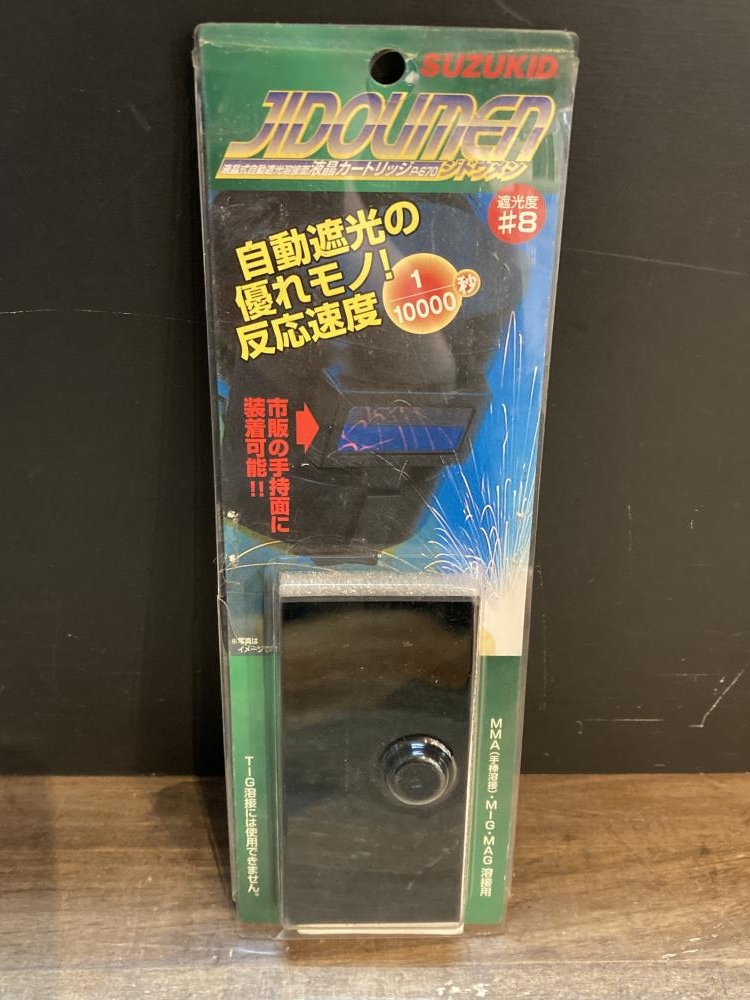 SUZUKID
JIDOUMEN
液晶式自動遮光溶接面液晶カートリッジP-670ジドウメン
遮光度
#8
自動遮光の
優れモノ!
反応速度
1
10000
秒
市販の手持面に
装着可能!!
※写真は
イメージです
TIG溶接には使用できません。
MMA(手棒溶接)・MIG・MAG 溶接用